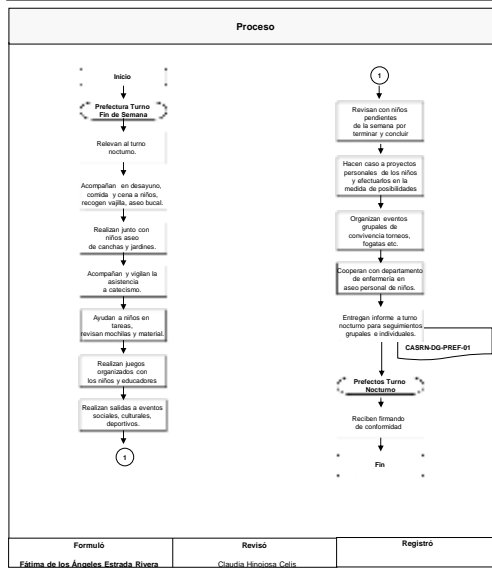 Proceso
Inicio
Prefectura Turno
Fin de Semana
Relevan al turno
nocturno.
Acompañan en desayuno,
comida y cena a niños,
recogen vajilla, aseo bucal.
Realizan junto con
niños aseo
de canchas y jardines.
Acompañan y vigilan la
asistencia
a catecismo.
Ayudan a niños en
tareas,
revisan mochilas y material.
Realizan juegos
organizados con
los niños y educadores
Realizan salidas a eventos
sociales, culturales,
deportivos.
1
1
Revisan con niños
pendientes
de la semana por
terminar y concluir
Hacen caso a proyectos
personales de los niños
y efectuarlos en la
medida de posibilidades
Organizan eventos
grupales de
convivencia torneos,
fogatas etc.
Cooperan con departamento
de enfermería en
aseo personal de niños.
Entregan informe a turno
nocturno para seguimientos
grupales e individuales.
CASRN-DG-PREF-01
Prefectos Turno
Nocturno
Reciben firmando
de conformidad
Fin
Formuló
Revisó
Registró
Fátima de los Ángeles Estrada Rivera
Claudia Hinojosa Celis